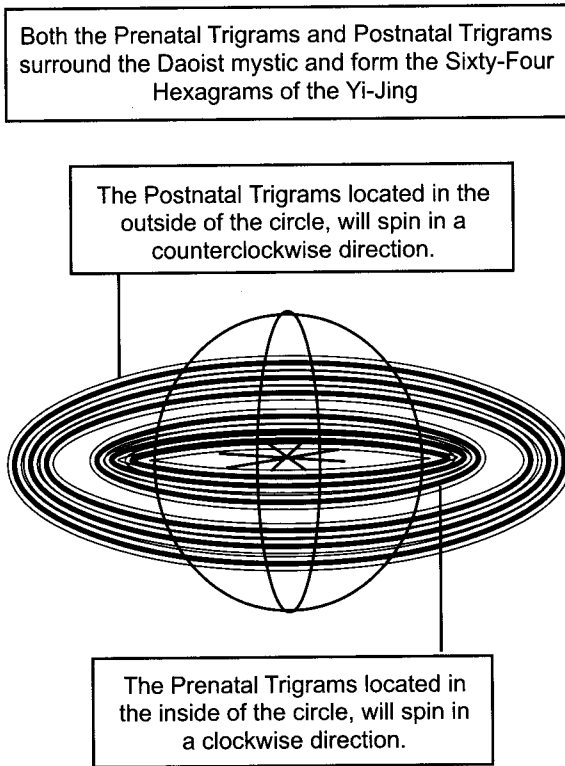 Both the Prenatal Trigrams and Postnatal Trigrams
surround the Daoist mystic and form the Sixty-Four
Hexagrams of the Yi-Jing
The Postnatal Trigrams located in the
outside of the circle, will spin in a
counterclockwise direction.
The Prenatal Trigrams located in
the inside of the circle, will spin in
a clockwise direction.